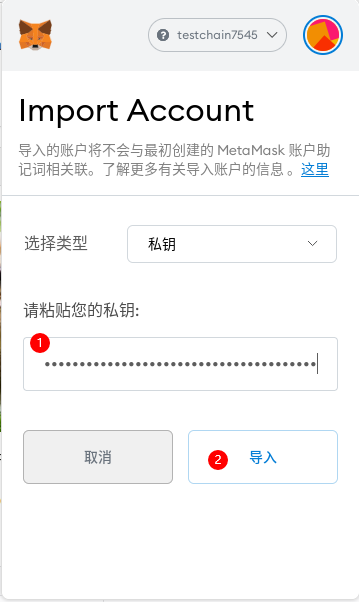 testchain7545
Import Account
导入的账户将不会与最初创建的 MetaMask 账户助
记词相关联。了解更多有关导入账户的信息 。这里
选择类型 私钥
请粘贴您的私钥:
1
取消 2 导入